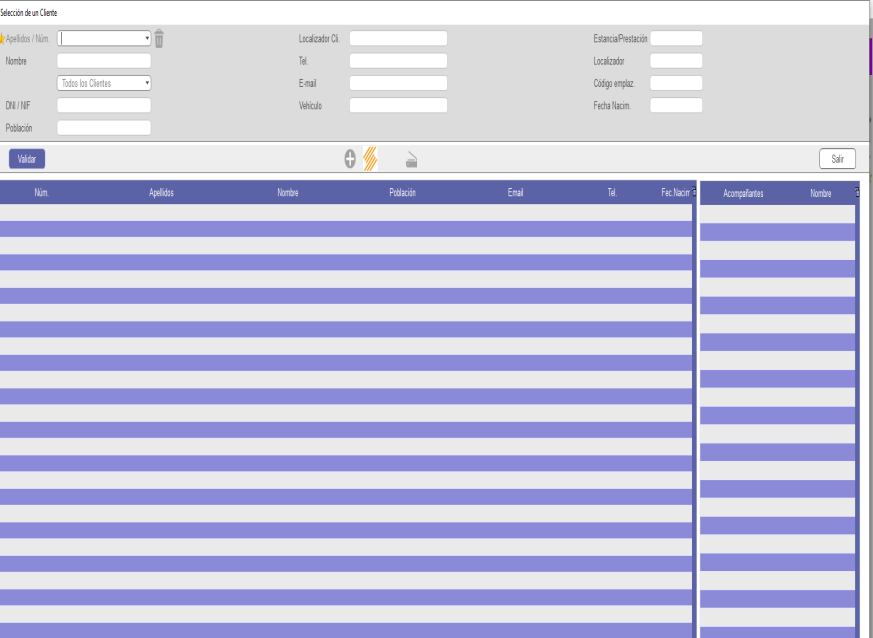 Selección de un Cliente
Apellidos / Núm. Localizador Cli. Estancia/Prestación
Nombre Tel. Localizador
Todos los Clientes E-mail Código emplaz.
DNI / NIF Vehículo Fecha Nacim.
Población
Validar Salir
Núm. Apellidos Nombre Población Email Tel. Fec.Nacim Acompañantes Nombre